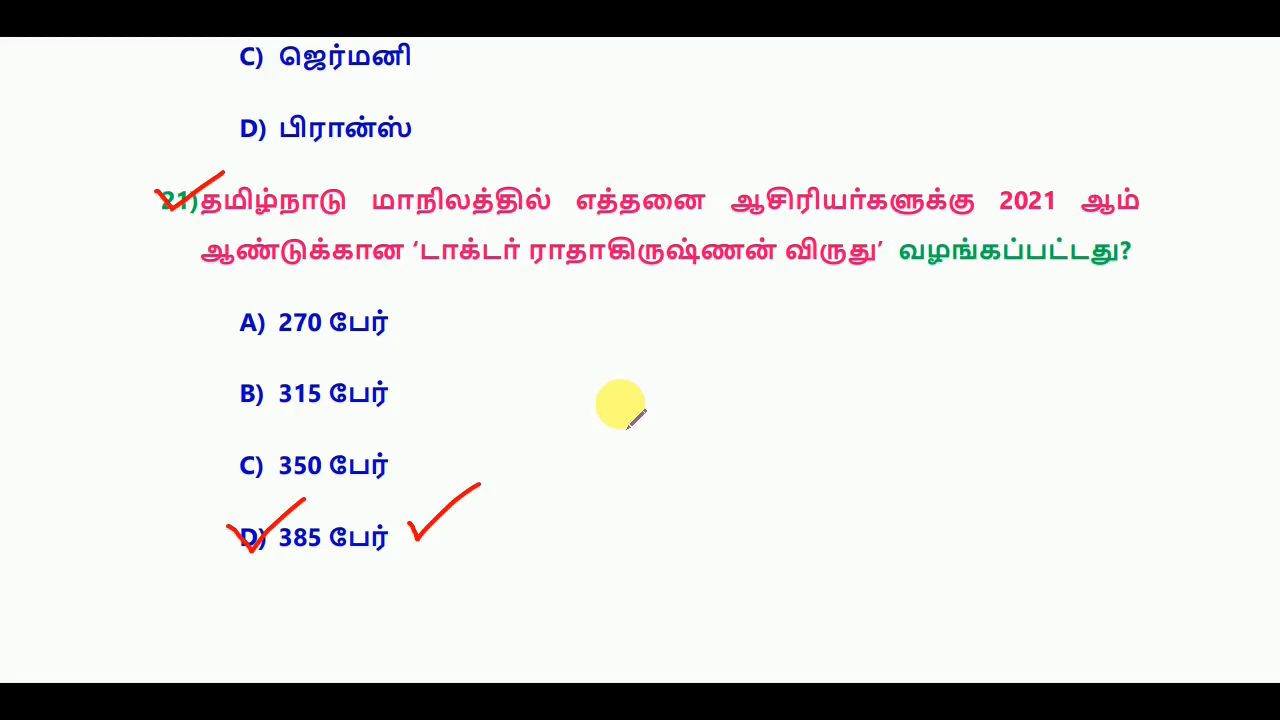 C) ஜெர்மனி
D) பிரான்ஸ்
21)தமிழ்நாடு மாநிலத்தில் எத்தனை ஆசிரியர்களுக்கு 2021 ஆம்
ஆண்டுக்கான ‘டாக்டர் ராதாகிருஷ்ணன் விருது’ வழங்கப்பட்டது?
A) 270 பேர்
B) 315 பேர்
C) 350 பேர்
D) 385 பேர்